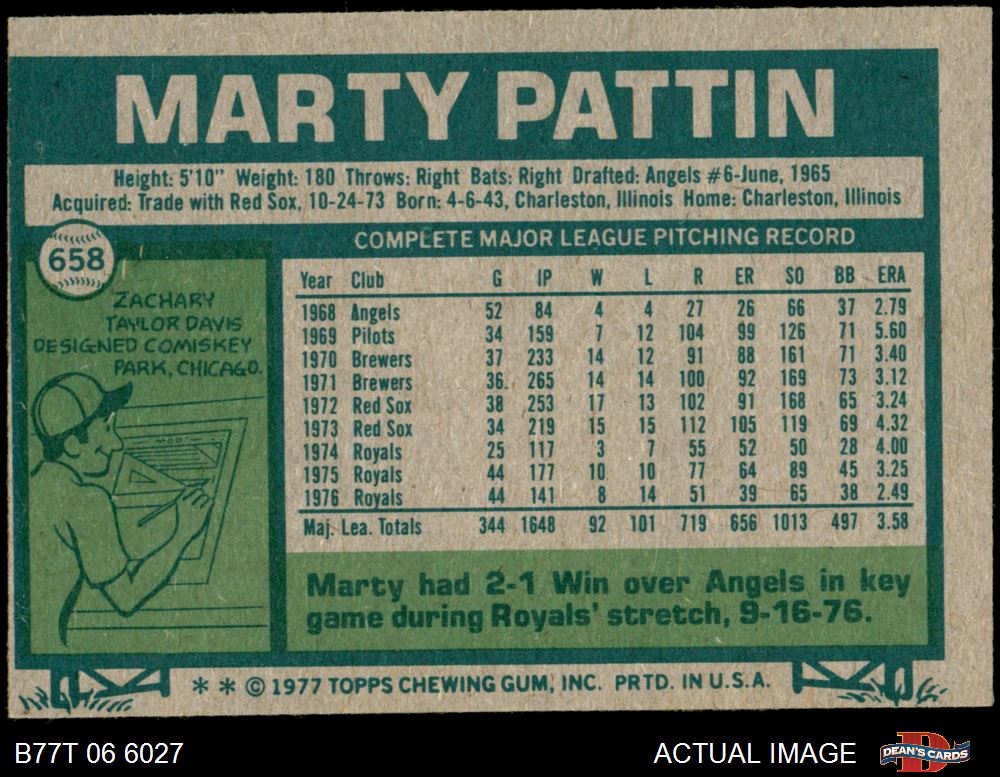 MARTY PATTIN
Height: 5'10" Weight: 180 Throws: Right Bats: Right Drafted: Angels #6-June, 1965
Acquired: Trade with Red Sox, 10-24-73 Born: 4-6-43, Charleston, Illinois Home: Charleston, Illinois
658
ZACHARY
TAYLOR DAVIS
DESIGNED COMISKEY
PARK, CHICAGO.
COMPLETE MAJOR LEAGUE PITCHING RECORD
Year Club G IP W L R ER SO BB ERA
1968 Angels 52 84 4 4 27 26 66 37 2.79
1969 Pilots 34 159 7 12 104 99 126 71 5.60
1970 Brewers 37 233 14 12 91 88 161 71 3.40
1971 Brewers 36 265 14 14 100 92 169 73 3.12
1972 Red Sox 38 253 17 13 102 91 168 65 3.24
1973 Red Sox 34 219 15 15 112 105 119 69 4.32
1974 Royals 25 117 3 7 55 52 50 28 4.00
1975 Royals 44 177 10 10 77 64 89 45 3.25
1976 Royals 44 141 8 14 51 39 65 38 2.49
Maj. Lea. Totals 344 1648 92 101 719 656 1013 497 3.58
Marty had 2-1 Win over Angels in key
game during Royals' stretch, 9-16-76.
* * © 1977 TOPPS CHEWING GUM, INC. PRTD. IN U.S.A.
B77T 06 6027
ACTUAL IMAGE
DEAN'S CARDS